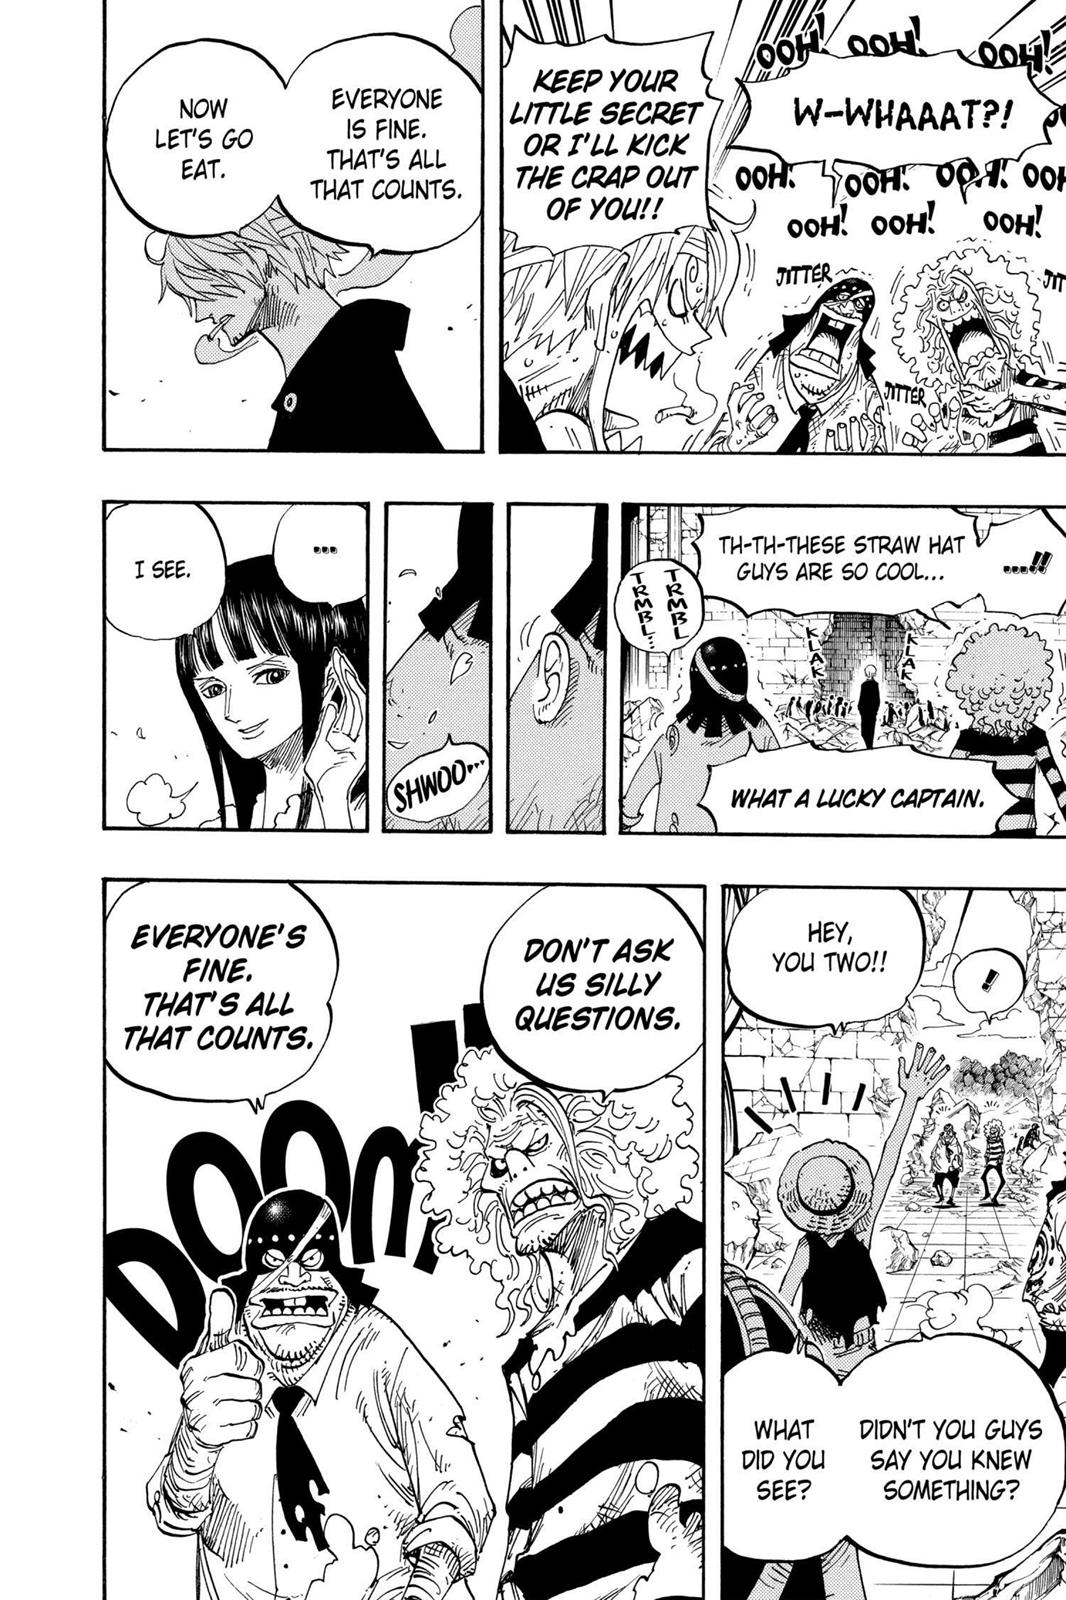 OOH! OOH! OOH!
W-WHAAAT?!
OOH! OOH! OOH! OOH!
OOH! OOH! OOH!
JITTER
JITTER
JITTER
KEEP YOUR
LITTLE SECRET
OR I'LL KICK
THE CRAP OUT
OF YOU!!
EVERYONE
IS FINE.
THAT'S ALL
THAT COUNTS.
NOW
LET'S GO
EAT.
TH-TH-THESE STRAW HAT
GUYS ARE SO COOL...
...!!
TRMBL
TRMBL...
KLAK
KLAK
WHAT A LUCKY CAPTAIN.
SHWOO...
...
I SEE.
HEY,
YOU TWO!!
!
DIDN'T YOU GUYS
SAY YOU KNEW
SOMETHING?
WHAT
DID YOU
SEE?
DON'T ASK
US SILLY
QUESTIONS.
EVERYONE'S
FINE.
THAT'S ALL
THAT COUNTS.
DOOM!!